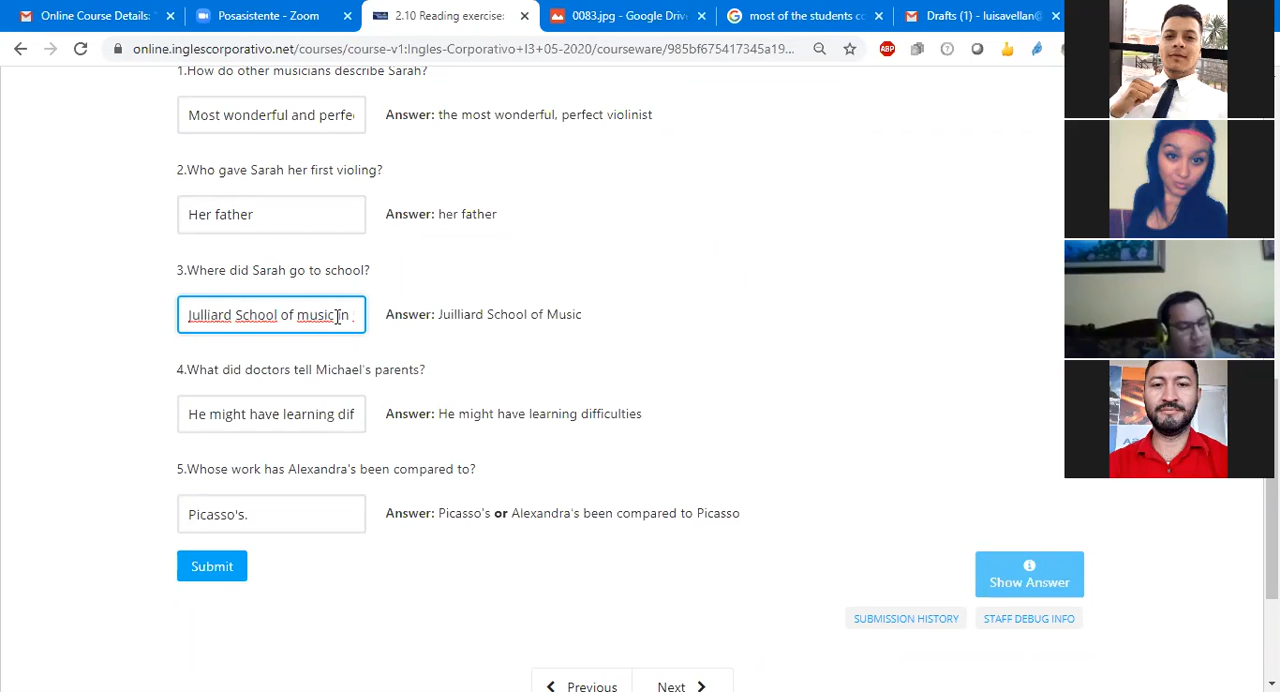 Online Course Details: "
Posasistente - Zoom
2.10 Reading exercise:
0083.jpg - Google Driv
most of the students co
Drafts (1) - luisavellan
online.inglescorporativo.net/courses/course-v1:Ingles-Corporativo+I3+05-2020/courseware/985bf675417345a19...
ABP
1.How do other musicians describe Sarah?
Most wonderful and perfe
Answer: the most wonderful, perfect violinist
2.Who gave Sarah her first violing?
Her father
Answer: her father
3.Where did Sarah go to school?
Julliard School of music in
Answer: Juilliard School of Music
4.What did doctors tell Michael's parents?
He might have learning dif
Answer: He might have learning difficulties
5.Whose work has Alexandra's been compared to?
Picasso's.
Answer: Picasso's or Alexandra's been compared to Picasso
Submit
Show Answer
SUBMISSION HISTORY
STAFF DEBUG INFO
Previous
Next